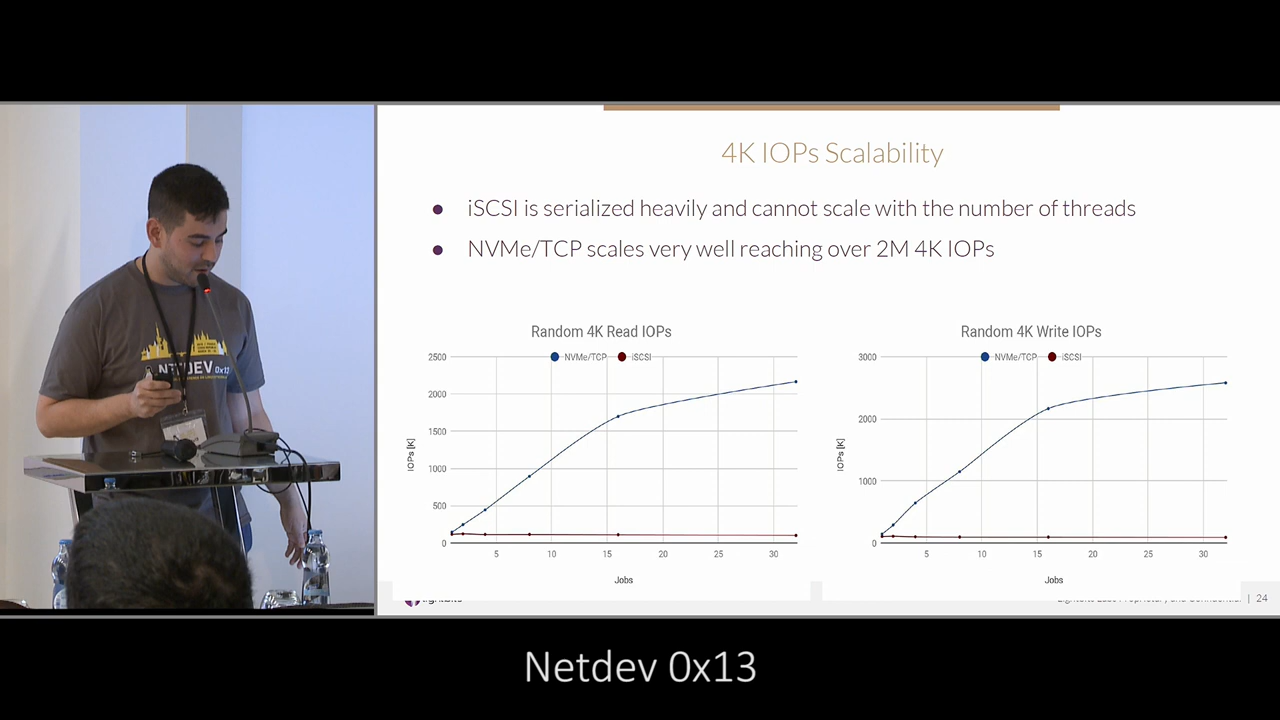 4K IOPs Scalability
● iSCSI is serialized heavily and cannot scale with the number of threads
● NVMe/TCP scales very well reaching over 2M 4K IOPs
Random 4K Read IOPs
NVMe/TCP iSCSI
2500
2000
1500
1000
500
0
IOPs [K]
5 10 15 20 25 30
Jobs
Random 4K Write IOPs
NVMe/TCP iSCSI
3000
2000
1000
0
IOPs [K]
5 10 15 20 25 30
Jobs
| 24
NETDEV 0x13
Netdev 0x13